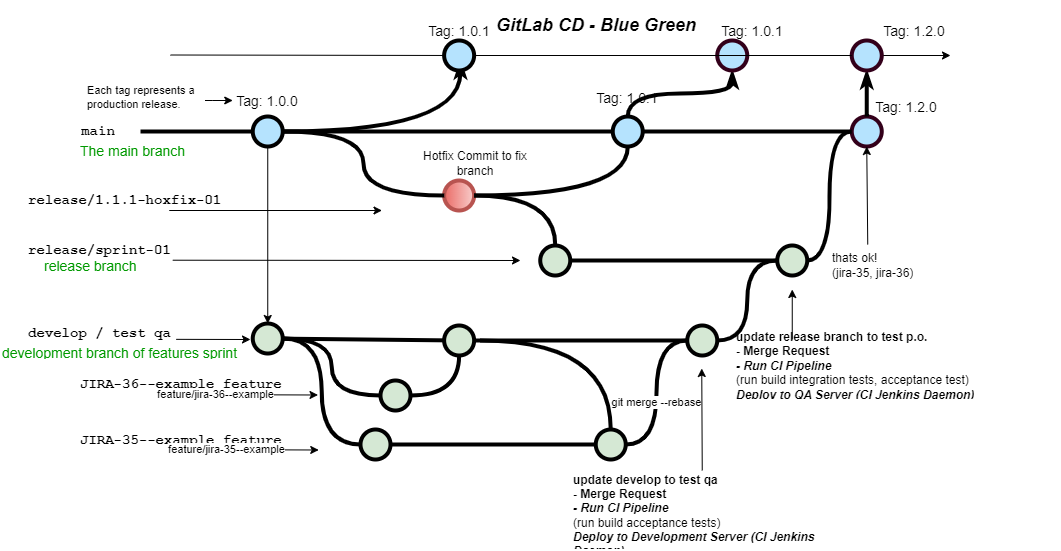 GitLab CD - Blue Green
Tag: 1.0.1
Tag: 1.0.1
Tag: 1.2.0
Each tag represents a
production release.
Tag: 1.0.0
Tag: 1.0.1
Tag: 1.2.0
main
The main branch
Hotfix Commit to fix
branch
release/1.1.1-hoxfix-01
release/sprint-01
release branch
thats ok!
(jira-35, jira-36)
develop / test qa
development branch of features sprint
update release branch to test p.o.
- Merge Request
- Run CI Pipeline
(run build integration tests, acceptance test)
Deploy to QA Server (CI Jenkins Daemon)
JIRA-36--example feature
feature/jira-36--example
git merge --rebase
JIRA-35--example feature
feature/jira-35--example
update develop to test qa
- Merge Request
- Run CI Pipeline
(run build acceptance tests)
Deploy to Development Server (CI Jenkins
Daemon)